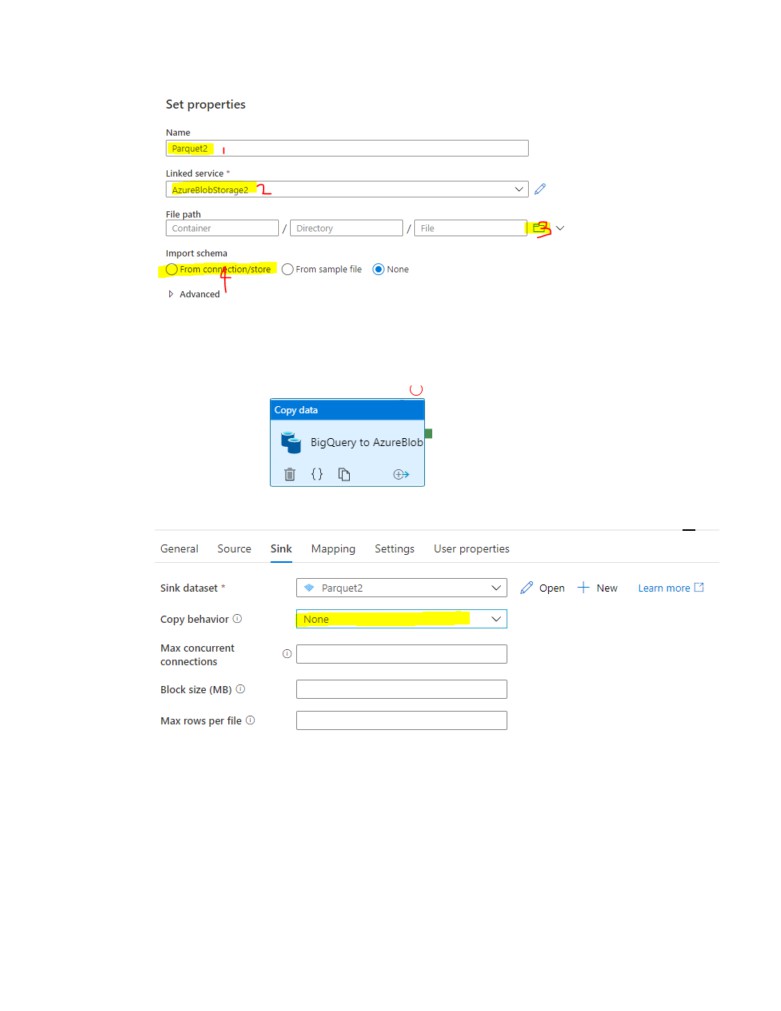 Set properties
Name
Parquet2 1
Linked service *
AzureBlobStorage2 2
File path
Container / Directory / File 3
Import schema
From connection/store From sample file None
4
Advanced
Copy data
BigQuery to AzureBlob
{}
General Source Sink Mapping Settings User properties
Sink dataset * Parquet2 Open New Learn more
Copy behavior None
Max concurrent
connections
Block size (MB)
Max rows per file